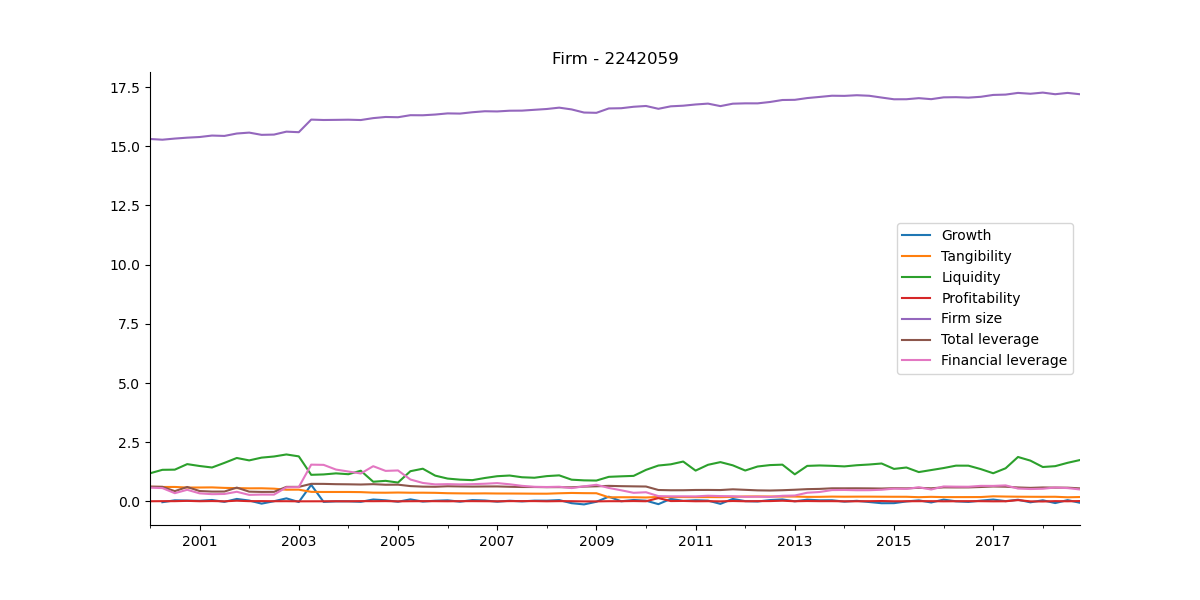 Firm - 2242059
17.5
15.0
12.5
10.0
7.5
5.0
2.5
0.0
Growth
Tangibility
Liquidity
Profitability
Firm size
Total leverage
Financial leverage
2001 2003 2005 2007 2009 2011 2013 2015 2017